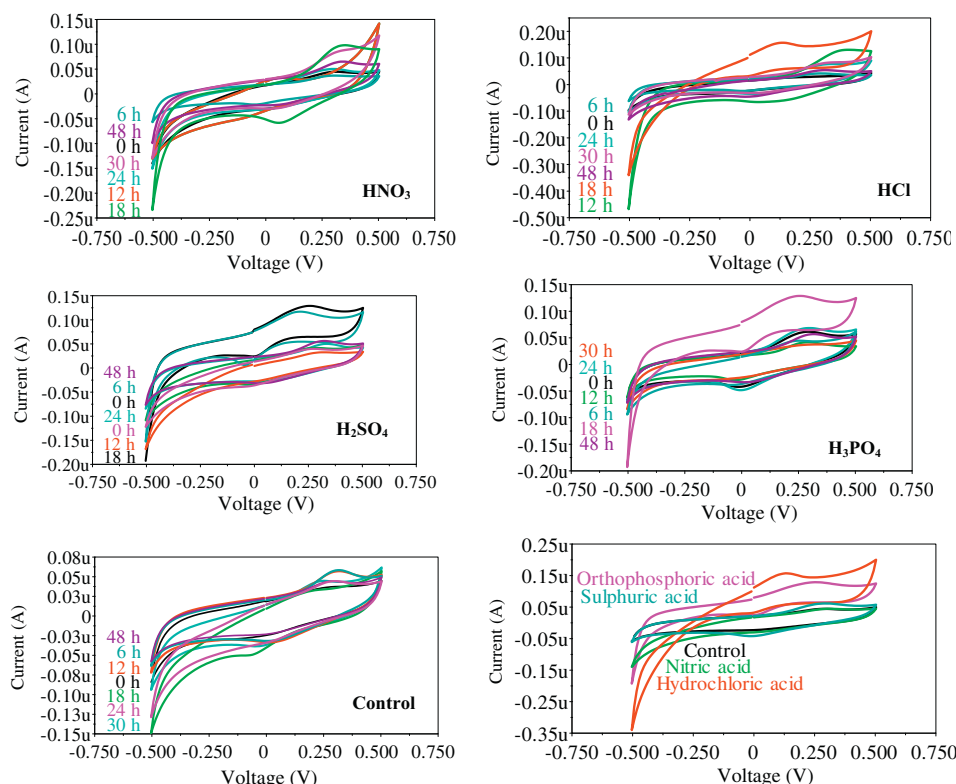 0.15u
0.10u
0.05u
0
-0.05u
-0.10u
-0.15u
-0.20u
-0.25u
Current (A)
6 h
48 h
0 h
30 h
24 h
12 h
18 h
HNO₃
-0.750 -0.500 -0.250 0 0.250 0.500 0.750
Voltage (V)
0.20u
0.10u
0
-0.10u
-0.20u
-0.30u
-0.40u
-0.50u
Current (A)
6 h
0 h
24 h
30 h
48 h
18 h
12 h
HCl
-0.750 -0.500 -0.250 0 0.250 0.500 0.750
Voltage (V)
0.15u
0.10u
0.05u
0
-0.05u
-0.10u
-0.15u
-0.20u
Current (A)
48 h
6 h
0 h
24 h
0 h
12 h
18 h
H₂SO₄
-0.750 -0.500 -0.250 0 0.250 0.500 0.750
Voltage (V)
0.15u
0.10u
0.05u
0
-0.05u
-0.10u
-0.15u
-0.20u
Current (A)
30 h
24 h
0 h
12 h
6 h
18 h
48 h
H₃PO₄
-0.750 -0.500 -0.250 0 0.250 0.500 0.750
Voltage (V)
0.08u
0.05u
0.03u
0
-0.03u
-0.05u
-0.08u
-0.10u
-0.13u
-0.15u
Current (A)
48 h
6 h
12 h
0 h
18 h
24 h
30 h
Control
-0.750 -0.500 -0.250 0 0.250 0.500 0.750
Voltage (V)
0.25u
0.15u
0.05u
-0.05u
-0.15u
-0.25u
-0.35u
Current (A)
Orthophosphoric acid
Sulphuric acid
Control
Nitric acid
Hydrochloric acid
-0.750 -0.500 -0.250 0 0.250 0.500 0.750
Voltage (V)